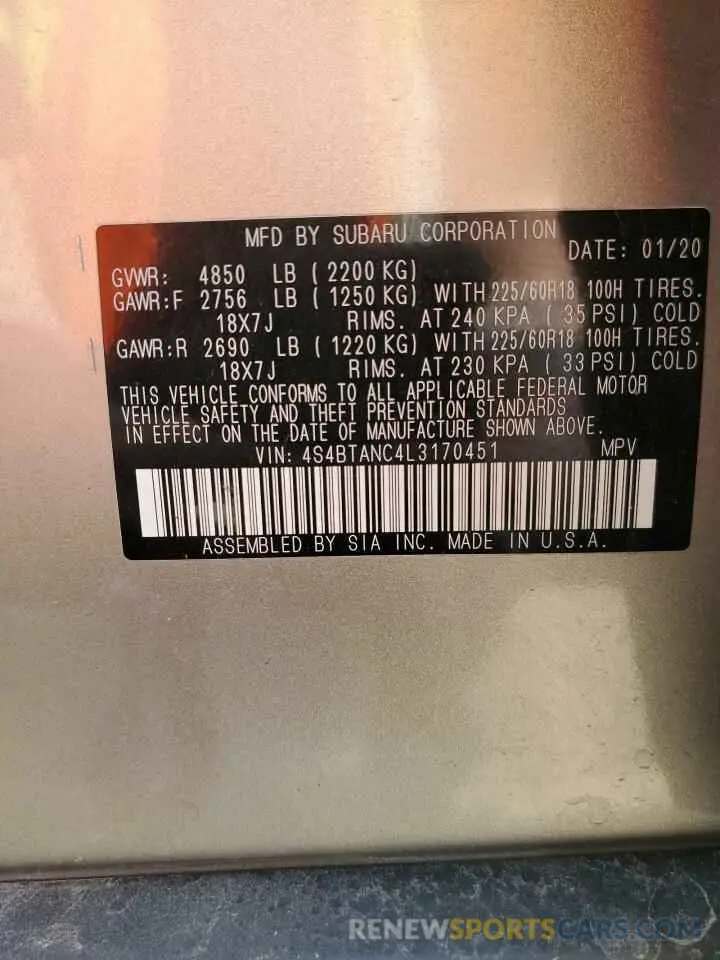 MFD BY SUBARU CORPORATION
DATE: 01/20
GVWR: 4850 LB ( 2200 KG)
GAWR:F 2756 LB ( 1250 KG) WITH 225/60R18 100H TIRES.
18X7J RIMS. AT 240 KPA ( 35 PSI) COLD
GAWR:R 2690 LB ( 1220 KG) WITH 225/60R18 100H TIRES.
18X7J RIMS. AT 230 KPA ( 33 PSI) COLD
THIS VEHICLE CONFORMS TO ALL APPLICABLE FEDERAL MOTOR
VEHICLE SAFETY AND THEFT PREVENTION STANDARDS
IN EFFECT ON THE DATE OF MANUFACTURE SHOWN ABOVE.
VIN: 4S4BTANC4L3170451 MPV
ASSEMBLED BY SIA INC. MADE IN U.S.A.
RENEWSPORTSCARS.COM